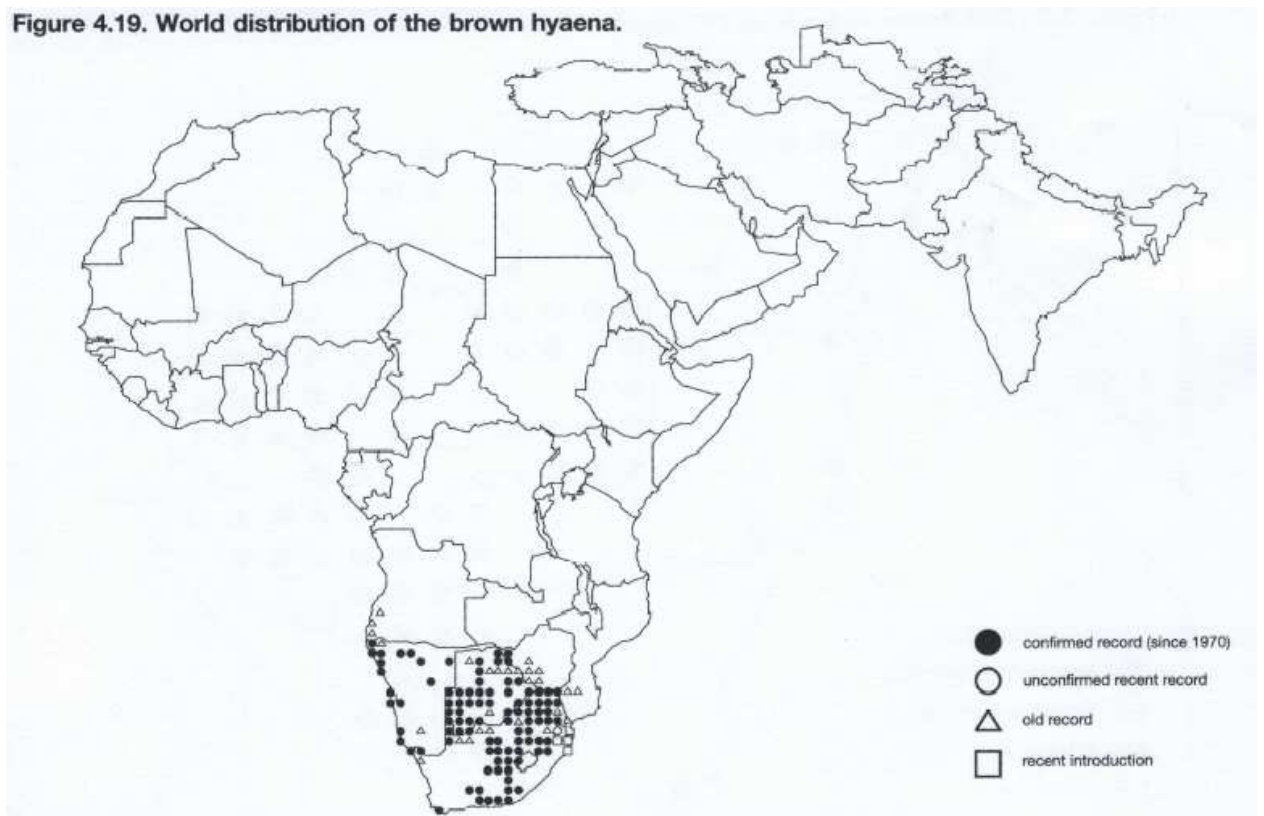 Figure 4.19. World distribution of the brown hyaena.
confirmed record (since 1970)
unconfirmed recent record
old record
recent introduction